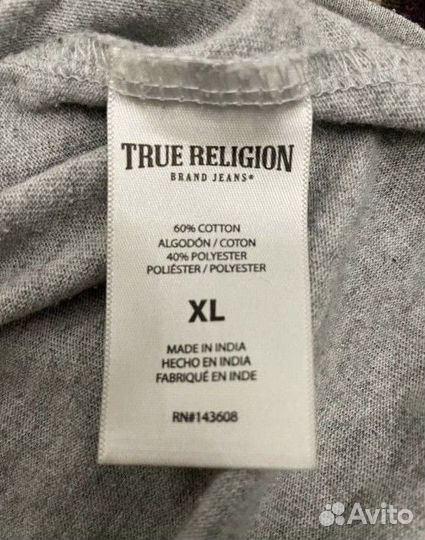 TRUE RELIGION
BRAND JEANS®
60% COTTON
ALGODÓN / COTON
40% POLYESTER
POLIÉSTER / POLYESTER
XL
MADE IN INDIA
HECHO EN INDIA
FABRIQUÉ EN INDE
RN#143608
Avito